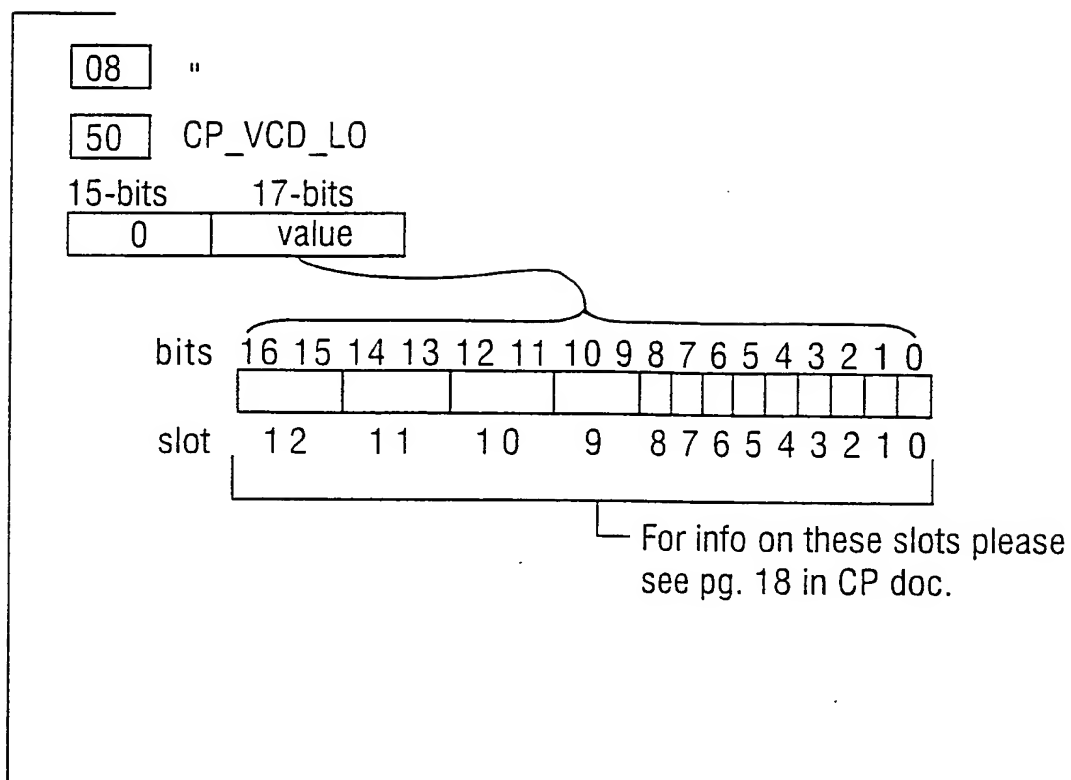 08 "
50 CP_VCD_LO
15-bits 17-bits
0 value
bits 16 15 14 13 12 11 10 9 8 7 6 5 4 3 2 1 0
slot 12 11 10 9 8 7 6 5 4 3 2 1 0
For info on these slots please
see pg. 18 in CP doc.